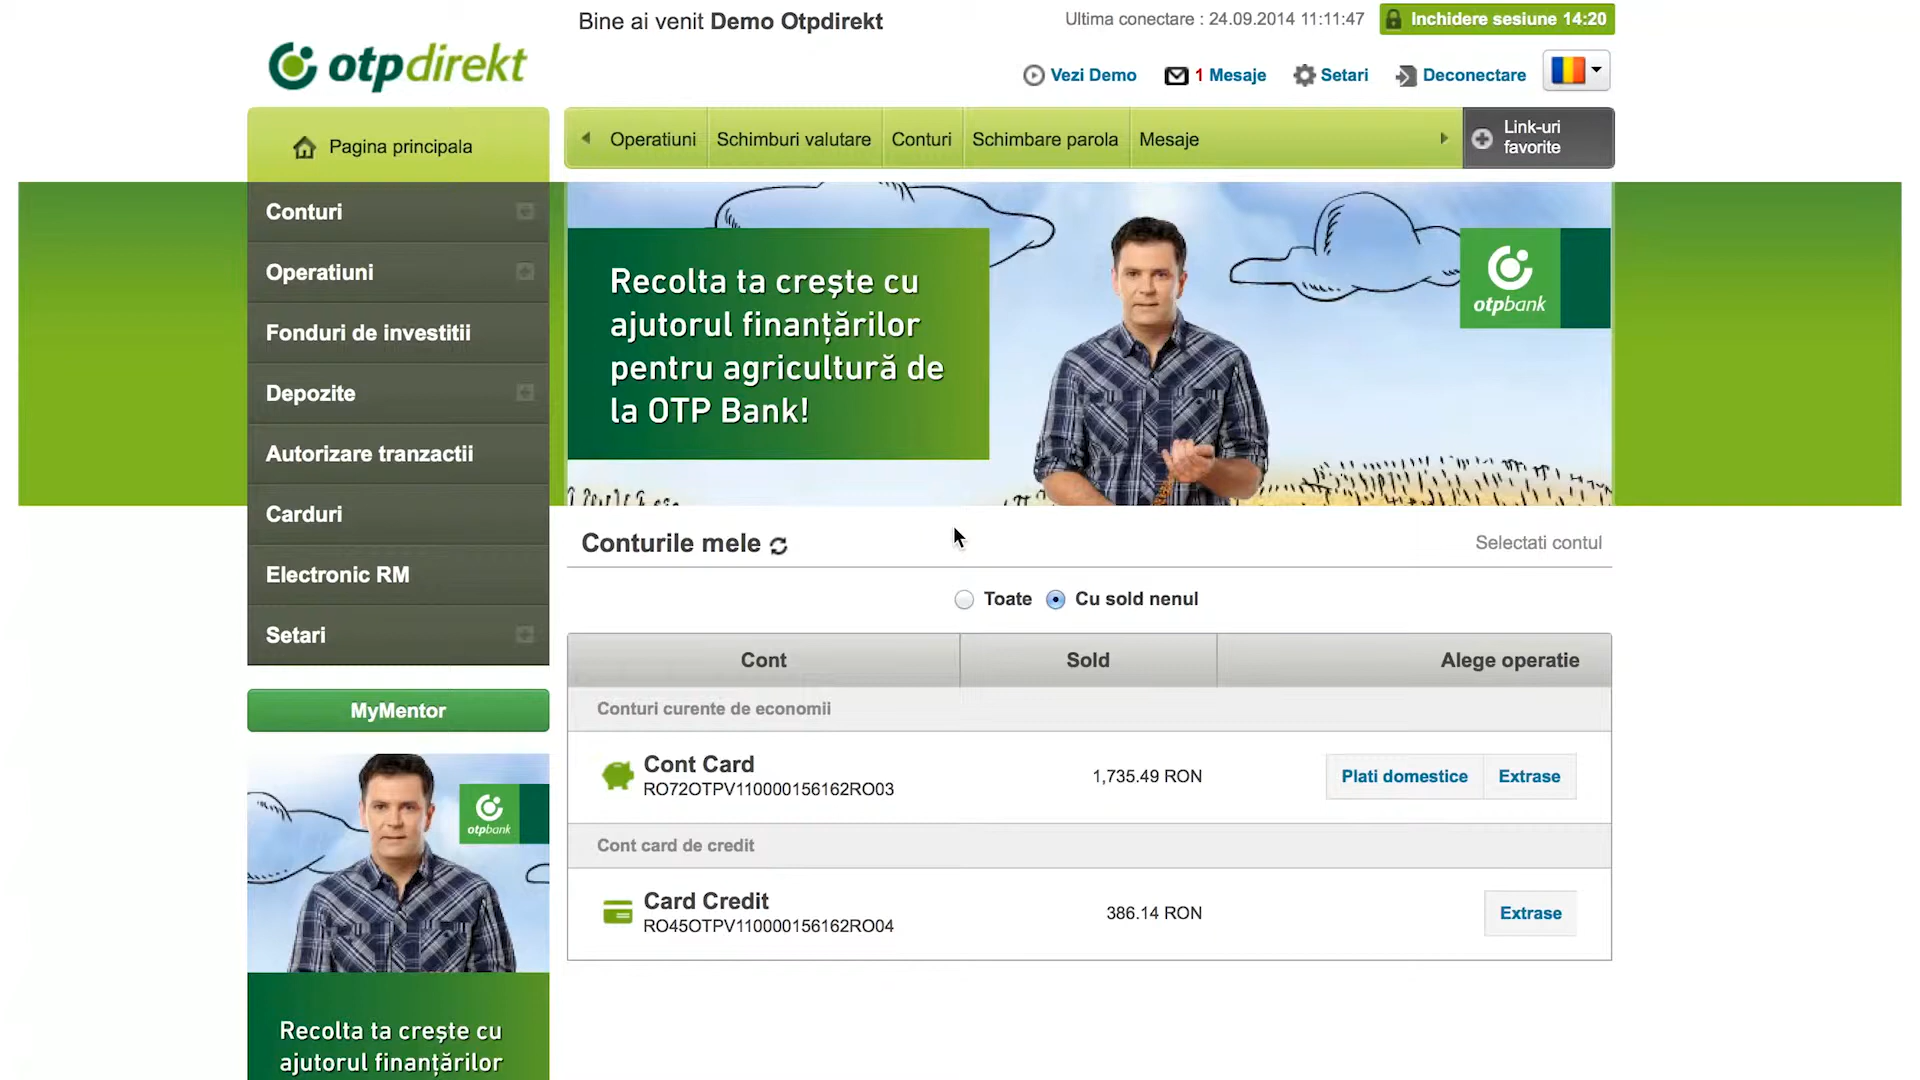 Bine ai venit Demo Otpdirekt
Ultima conectare : 24.09.2014 11:11:47
Inchidere sesiune 14:20
otpdirekt
Vezi Demo
1 Mesaje
Setari
Deconectare
Pagina principala
Operatiuni
Schimburi valutare
Conturi
Schimbare parola
Mesaje
Link-uri
favorite
Conturi
Operatiuni
Fonduri de investitii
Depozite
Autorizare tranzactii
Carduri
Electronic RM
Setari
Recolta ta crește cu
ajutorul finanțărilor
pentru agricultură de
la OTP Bank!
otpbank
Conturile mele
Selectati contul
Toate
Cu sold nenul
Cont
Sold
Alege operatie
Conturi curente de economii
Cont Card
RO72OTPV110000156162RO03
1,735.49 RON
Plati domestice
Extrase
Cont card de credit
Card Credit
RO45OTPV110000156162RO04
386.14 RON
Extrase
MyMentor
otpbank
Recolta ta crește cu
ajutorul finanțărilor